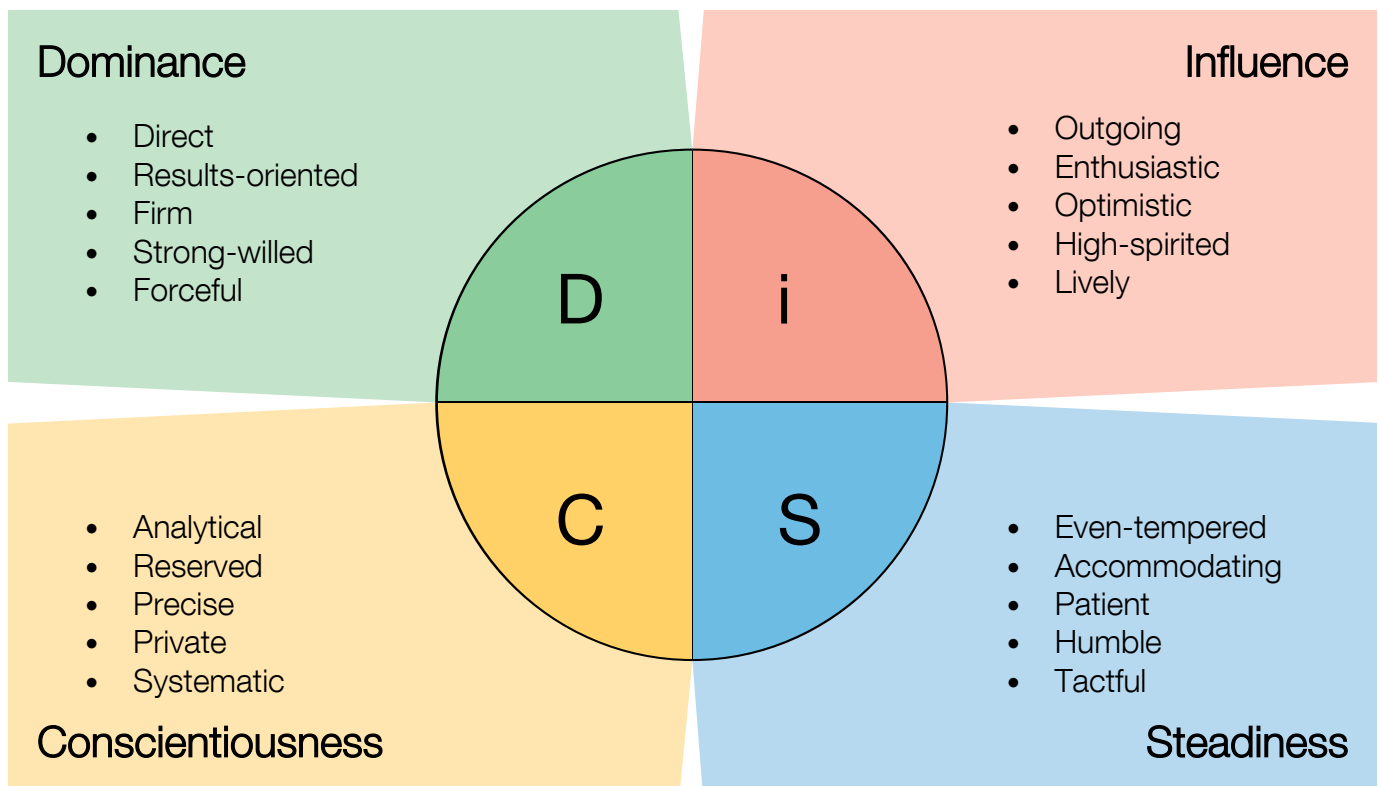 Dominance
• Direct
• Results-oriented
• Firm
• Strong-willed
• Forceful
Influence
• Outgoing
• Enthusiastic
• Optimistic
• High-spirited
• Lively
D
i
C
S
• Analytical
• Reserved
• Precise
• Private
• Systematic
Conscientiousness
• Even-tempered
• Accommodating
• Patient
• Humble
• Tactful
Steadiness